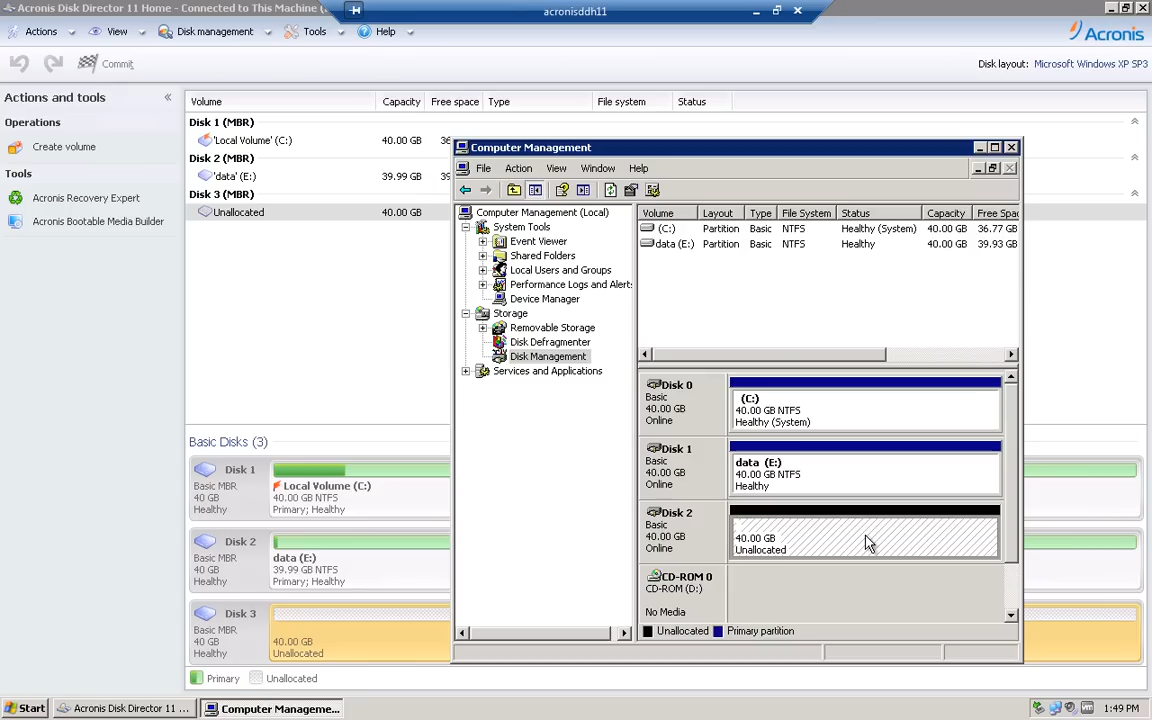 Acronis Disk Director 11 Home - Connected to This Machine (
acronisddh11
Actions View Disk management Tools Help
Acronis
Commit
Disk layout: Microsoft Windows XP SP3
Actions and tools
Operations
Create volume
Tools
Acronis Recovery Expert
Acronis Bootable Media Builder
Volume Capacity Free space Type File system Status
Disk 1 (MBR)
'Local Volume' (C:) 40.00 GB
Disk 2 (MBR)
'data' (E:) 39.99 GB
Disk 3 (MBR)
Unallocated 40.00 GB
Basic Disks (3)
Disk 1
Basic MBR
40 GB
Healthy
Local Volume (C:)
40.00 GB NTFS
Primary; Healthy
Disk 2
Basic MBR
40 GB
Healthy
data (E:)
39.99 GB NTFS
Primary; Healthy
Disk 3
Basic MBR
40 GB
Healthy
40.00 GB
Unallocated
Primary Unallocated
Computer Management
File Action View Window Help
Computer Management (Local)
System Tools
Event Viewer
Shared Folders
Local Users and Groups
Performance Logs and Alerts
Device Manager
Storage
Removable Storage
Disk Defragmenter
Disk Management
Services and Applications
Volume Layout Type File System Status Capacity Free Spac
(C:) Partition Basic NTFS Healthy (System) 40.00 GB 36.77 GB
data (E:) Partition Basic NTFS Healthy 40.00 GB 39.93 GB
Disk 0
Basic
40.00 GB
Online
(C:)
40.00 GB NTFS
Healthy (System)
Disk 1
Basic
40.00 GB
Online
data (E:)
40.00 GB NTFS
Healthy
Disk 2
Basic
40.00 GB
Online
40.00 GB
Unallocated
CD-ROM 0
CD-ROM (D:)
No Media
Unallocated Primary partition
Start Acronis Disk Director 11 ... Computer Manageme... 1:49 PM